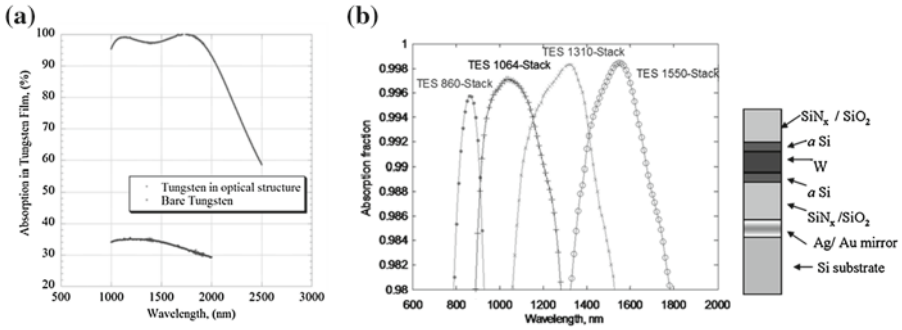 (a)
100
90
80
70
60
50
40
30
20
Absorption in Tungsten Film, (%)
Tungsten in optical structure
Bare Tungsten
500 1000 1500 2000 2500 3000
Wavelength, (nm)
(b)
1
0.998
0.996
0.994
0.992
0.99
0.988
0.986
0.984
0.982
0.98
Absorption fraction
TES 860-Stack
TES 1064-Stack
TES 1310-Stack
TES 1550-Stack
600 800 1000 1200 1400 1600 1800 2000
Wavelength, nm
SiNx / SiO2
a Si
W
a Si
SiNx /SiO2
Ag/ Au mirror
Si substrate